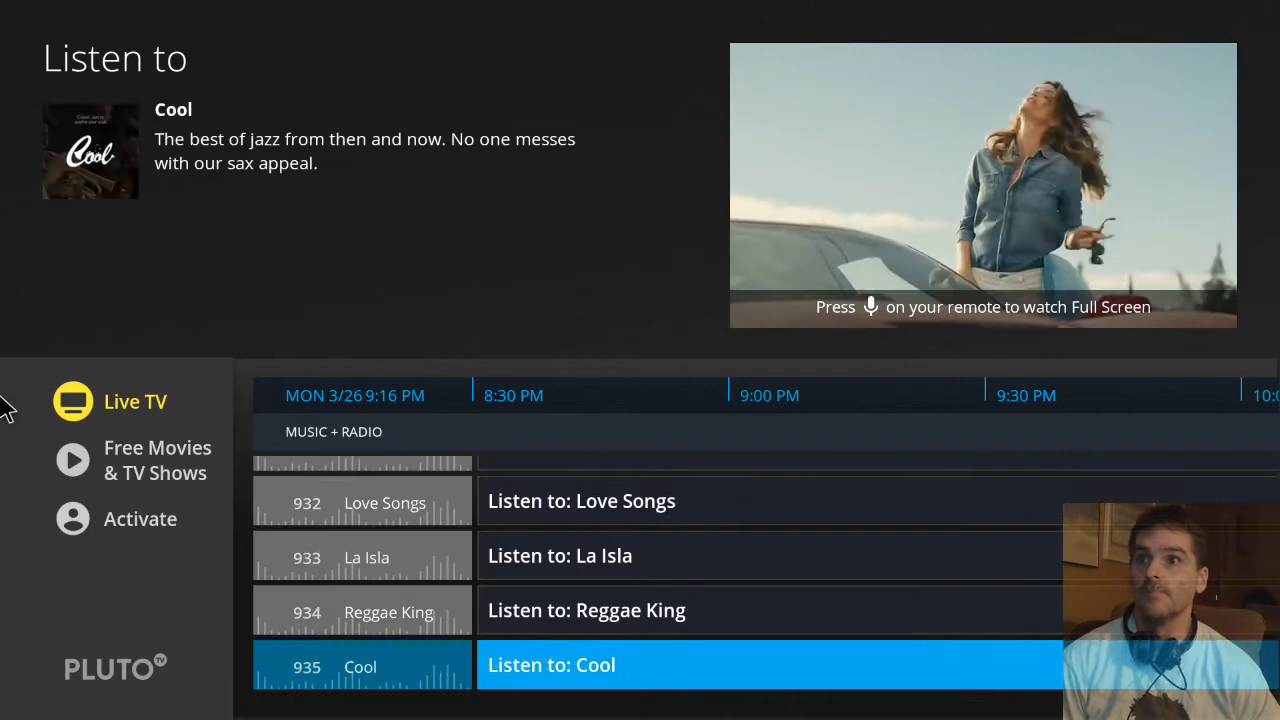 Listen to
Cool
The best of jazz from then and now. No one messes
with our sax appeal.
Cool
Press on your remote to watch Full Screen
Live TV
Free Movies
& TV Shows
Activate
PLUTO TV
MON 3/26 9:16 PM
8:30 PM
9:00 PM
9:30 PM
10:0
MUSIC + RADIO
932 Love Songs
Listen to: Love Songs
933 La Isla
Listen to: La Isla
934 Reggae King
Listen to: Reggae King
935 Cool
Listen to: Cool